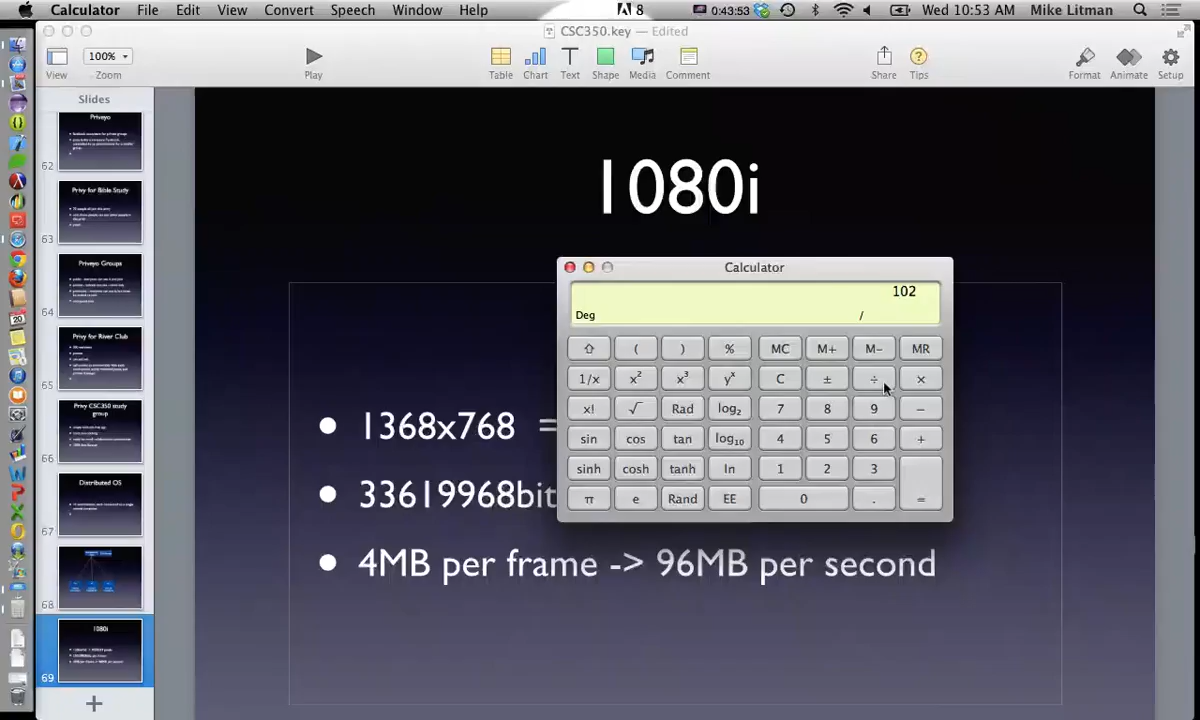 Calculator File Edit View Convert Speech Window Help 8 0:43:53 Wed 10:53 AM Mike Litman
CSC350.key — Edited
100%
View Zoom Play Table Chart Text Shape Media Comment Share Tips Format Animate Setup
Slides
Priveyo
62
Privy for Bible Study
63
Priveyo Groups
64
Privy for River Club
65
Privy CSC350 study
group
66
Distributed OS
67
68
1080i
69
1080i
• 1368x768 =
• 33619968bit
• 4MB per frame -> 96MB per second
Calculator
102
Deg /
( ) % MC M+ M- MR
1/x x² x³ yˣ C ± ÷ ×
x! √ Rad log₂ 7 8 9 −
sin cos tan log₁₀ 4 5 6 +
sinh cosh tanh ln 1 2 3
π e Rand EE 0 . =